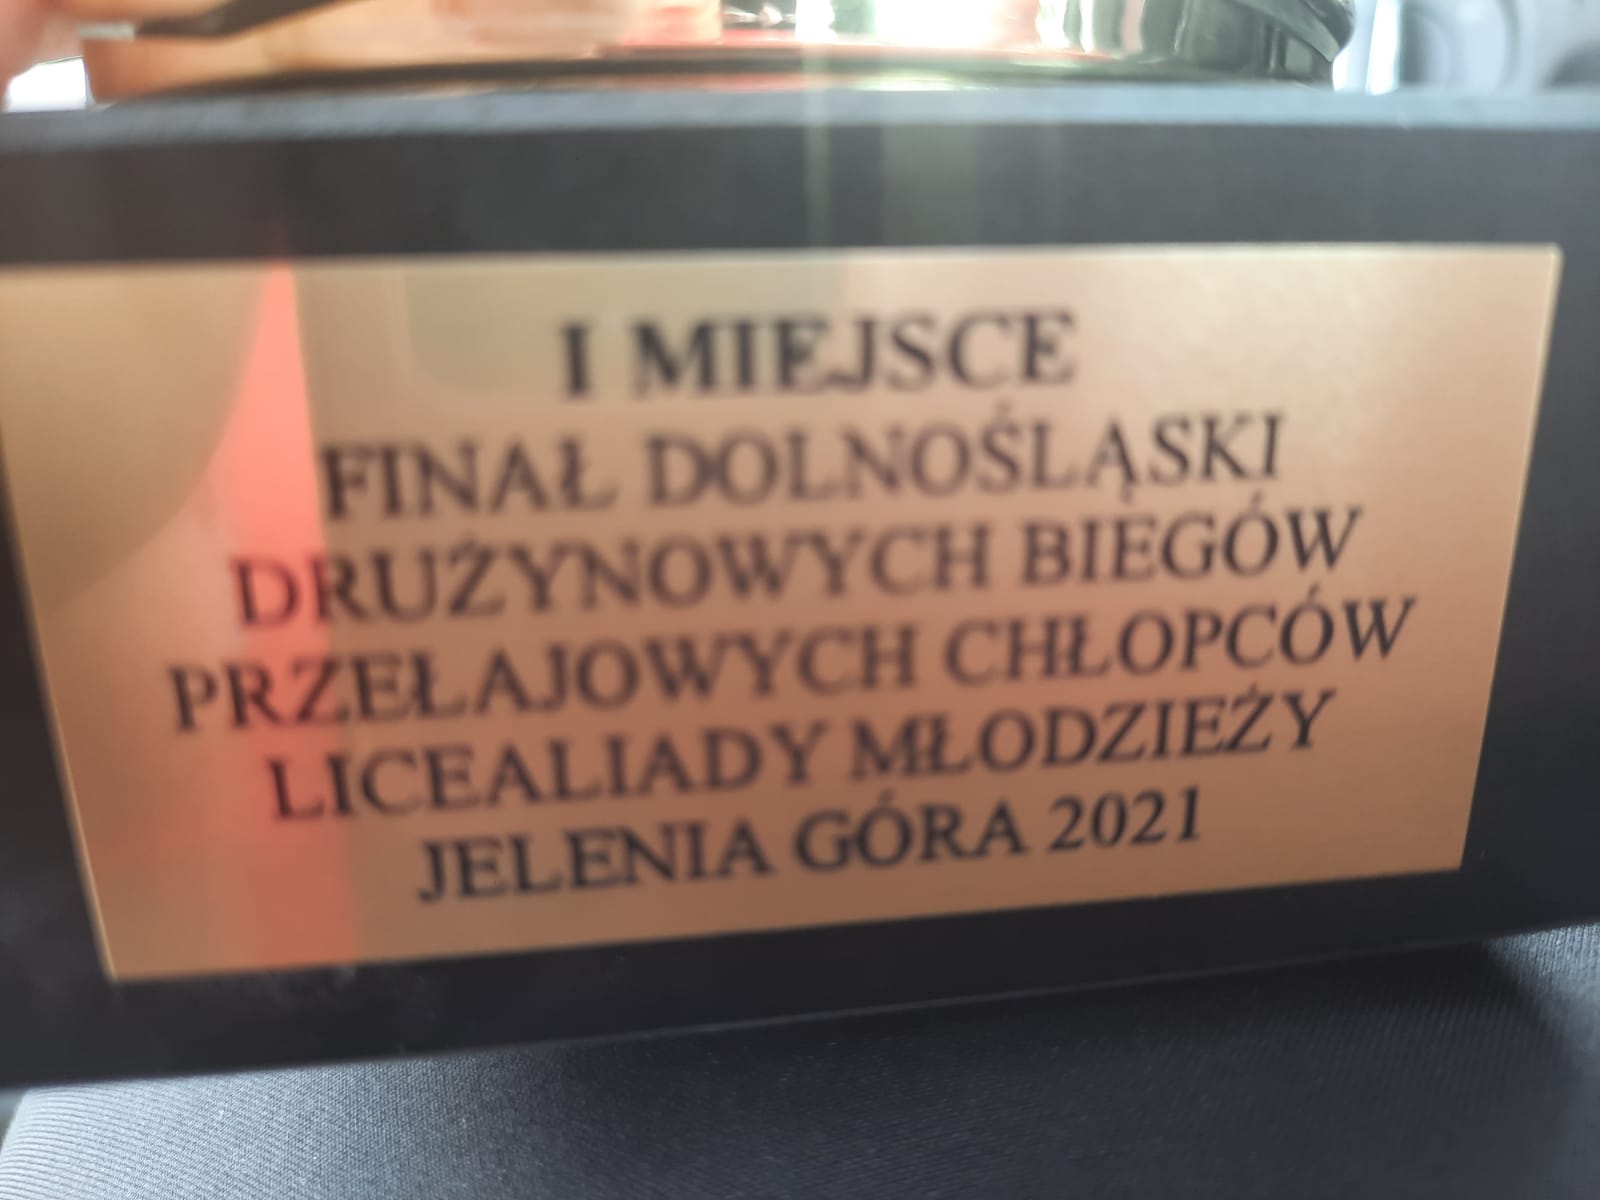 I MIEJSCE
FINAŁ DOLNOŚLĄSKI
DRUŻYNOWYCH BIEGÓW
PRZEŁAJOWYCH CHŁOPCÓW
LICEALIADY MŁODZIEŻY
JELENIA GÓRA 2021